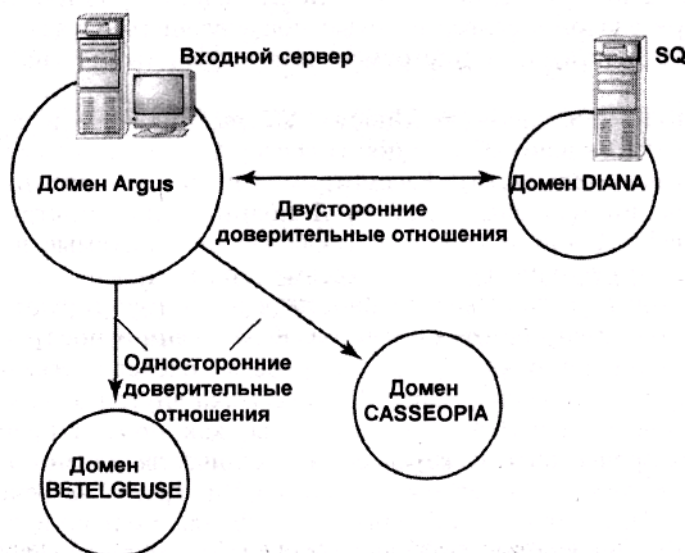 Входной сервер
SQ
Домен Argus
Домен DIANA
Двусторонние
доверительные отношения
Односторонние
доверительные
отношения
Домен
CASSEOPIA
Домен
BETELGEUSE